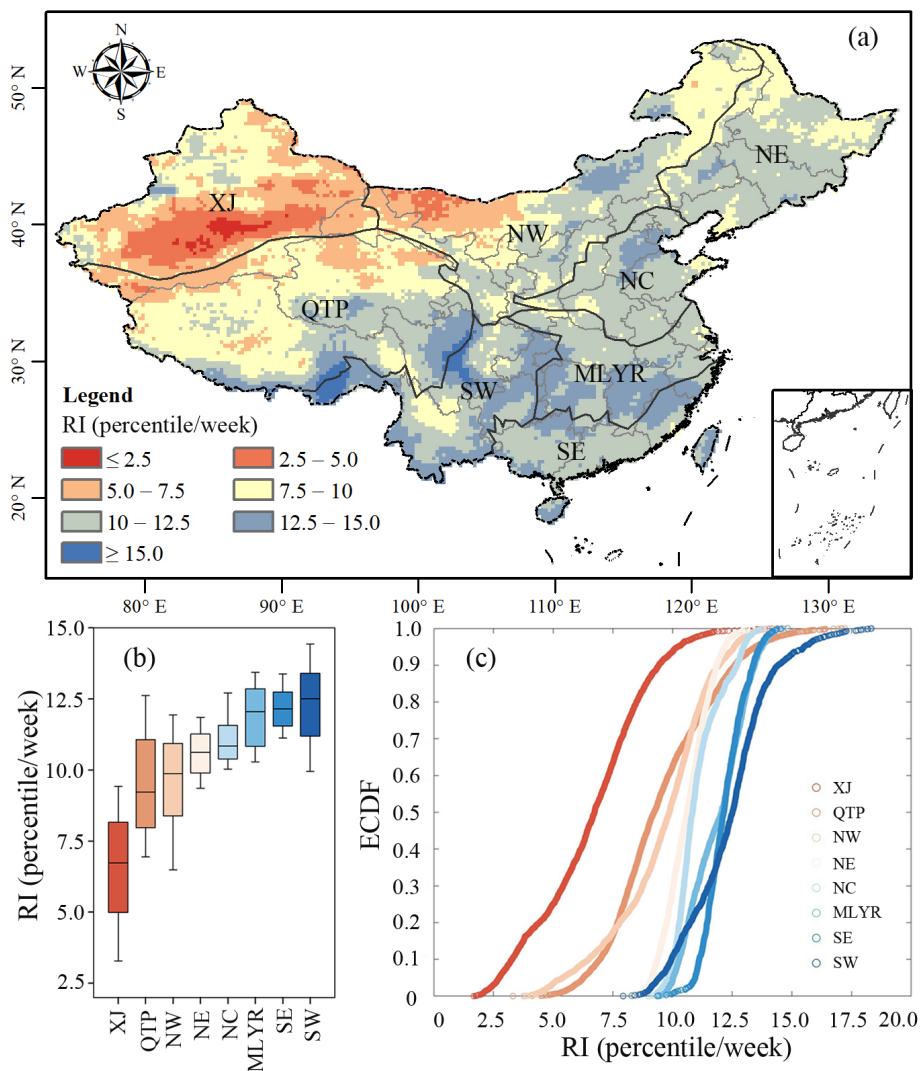 (a)
N
W E
S
50° N
40° N
30° N
20° N
XJ
NE
NW
NC
QTP
MLYR
SW
SE
Legend
RI (percentile/week)
≤ 2.5
2.5 – 5.0
5.0 – 7.5
7.5 – 10
10 – 12.5
12.5 – 15.0
≥ 15.0
80° E 90° E 100° E 110° E 120° E 130° E
(b)
RI (percentile/week)
15.0
12.5
10.0
7.5
5.0
2.5
XJ QTP NW NE NC MLYR SE SW
(c)
ECDF
1.0
0.9
0.8
0.7
0.6
0.5
0.4
0.3
0.2
0.1
0
XJ
QTP
NW
NE
NC
MLYR
SE
SW
0 2.5 5.0 7.5 10.0 12.5 15.0 17.5 20.0
RI (percentile/week)